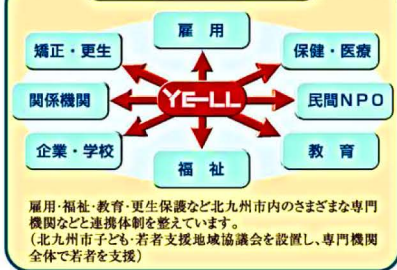 雇用
矯正・更生
保健・医療
関係機関
YELL
民間NPO
企業・学校
教育
福祉
雇用・福祉・教育・更生保護など北九州市内のさまざまな専門
機関などと連携体制を整えています。
(北九州市子ども・若者支援地域協議会を設置し、専門機関
全体で若者を支援)